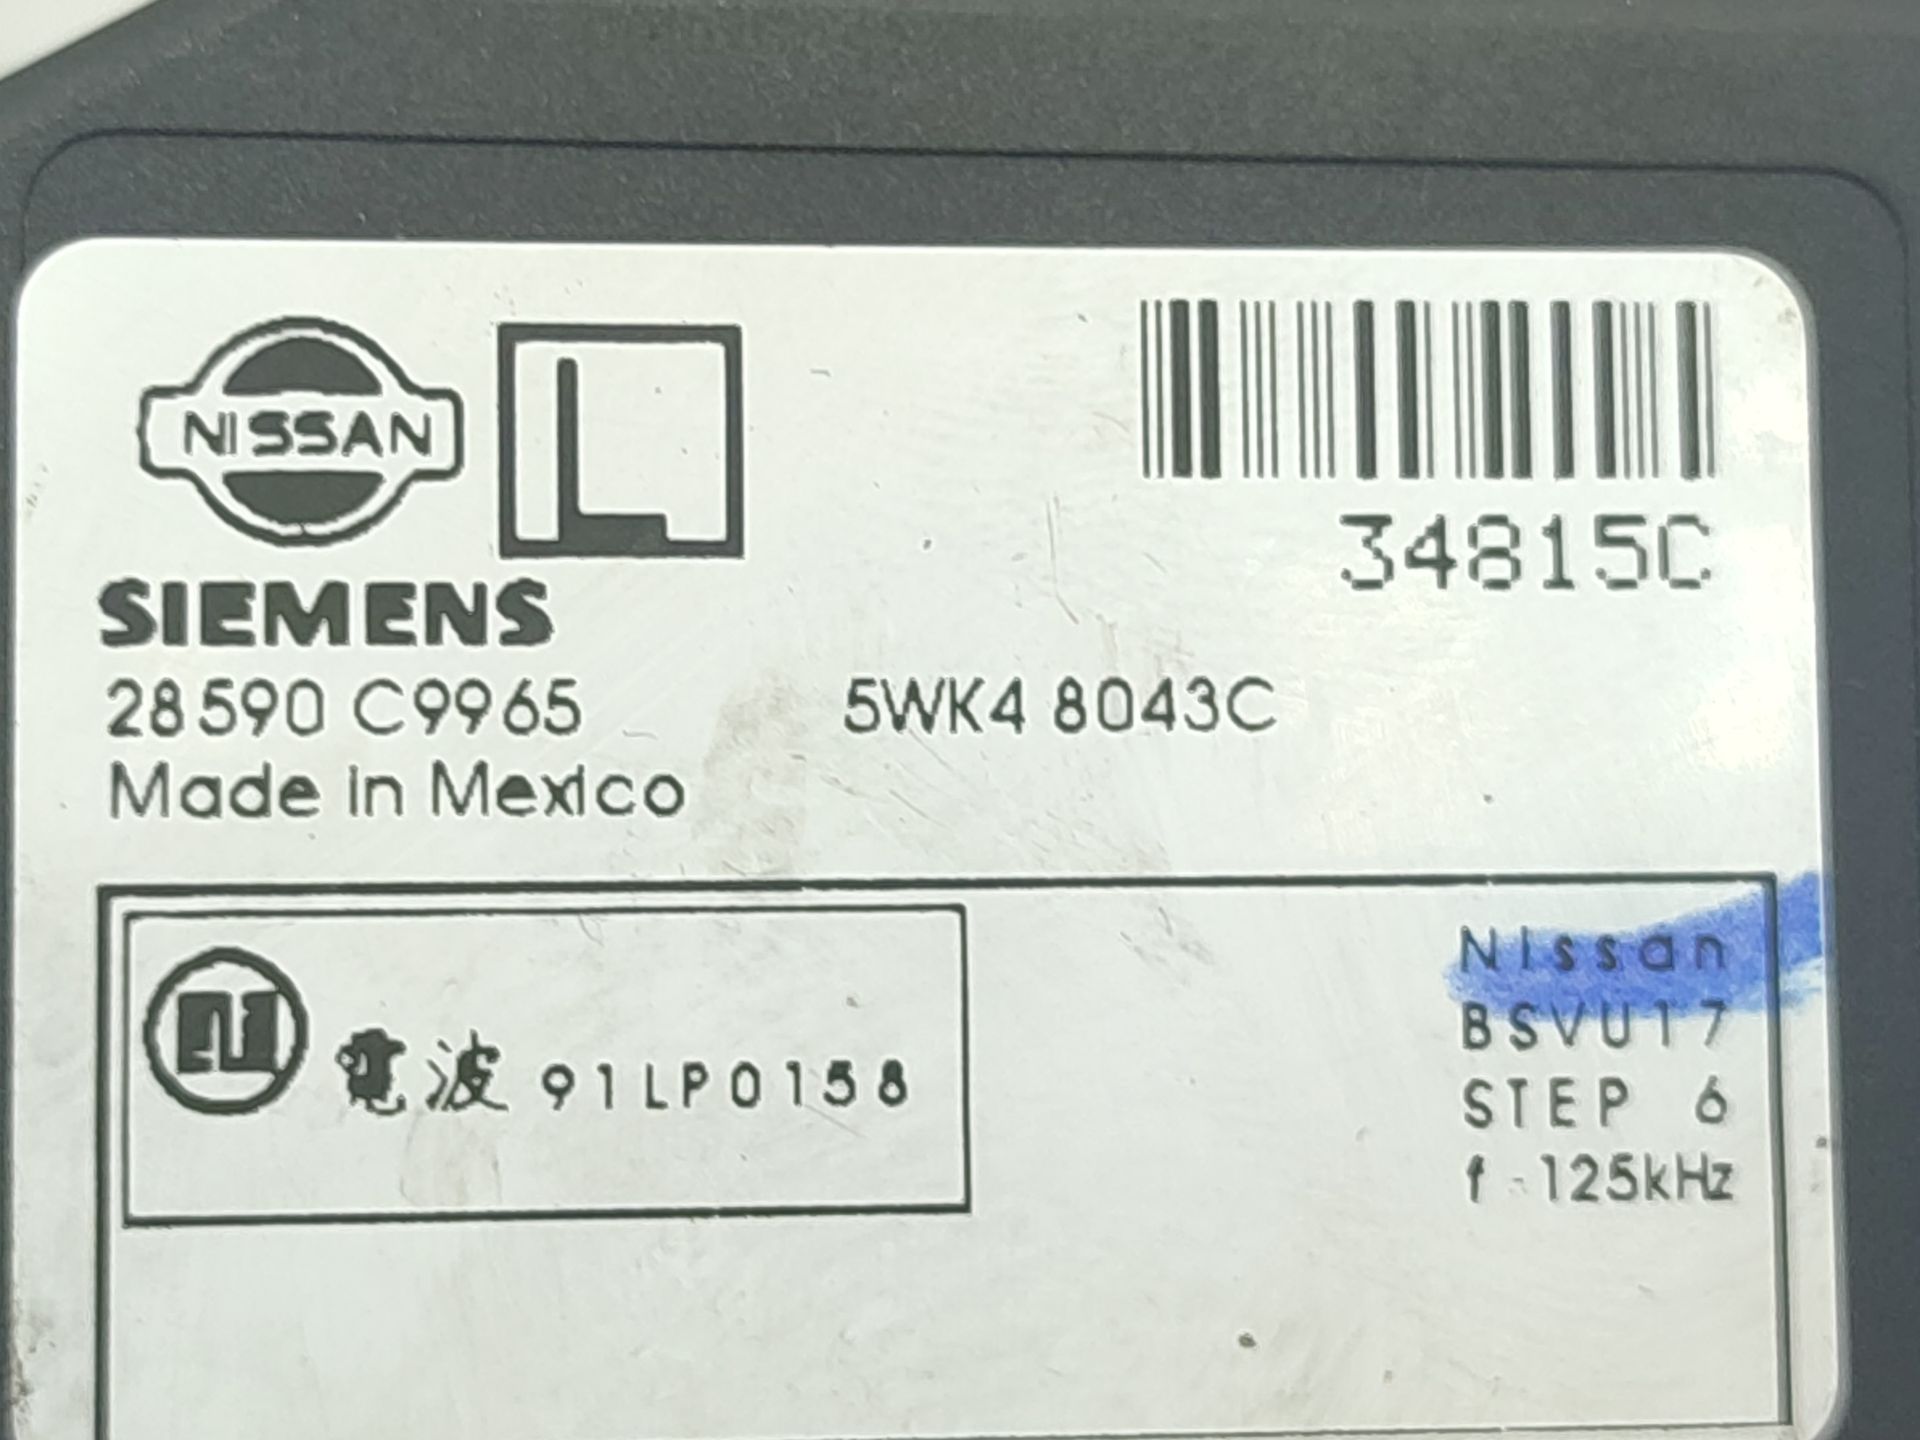 NISSAN L
34815C
SIEMENS
28590 C9965 5WK4 8043C
Made in Mexico
電波 91LP0158
Nissan
BSVU17
STEP 6
f - 125kHz